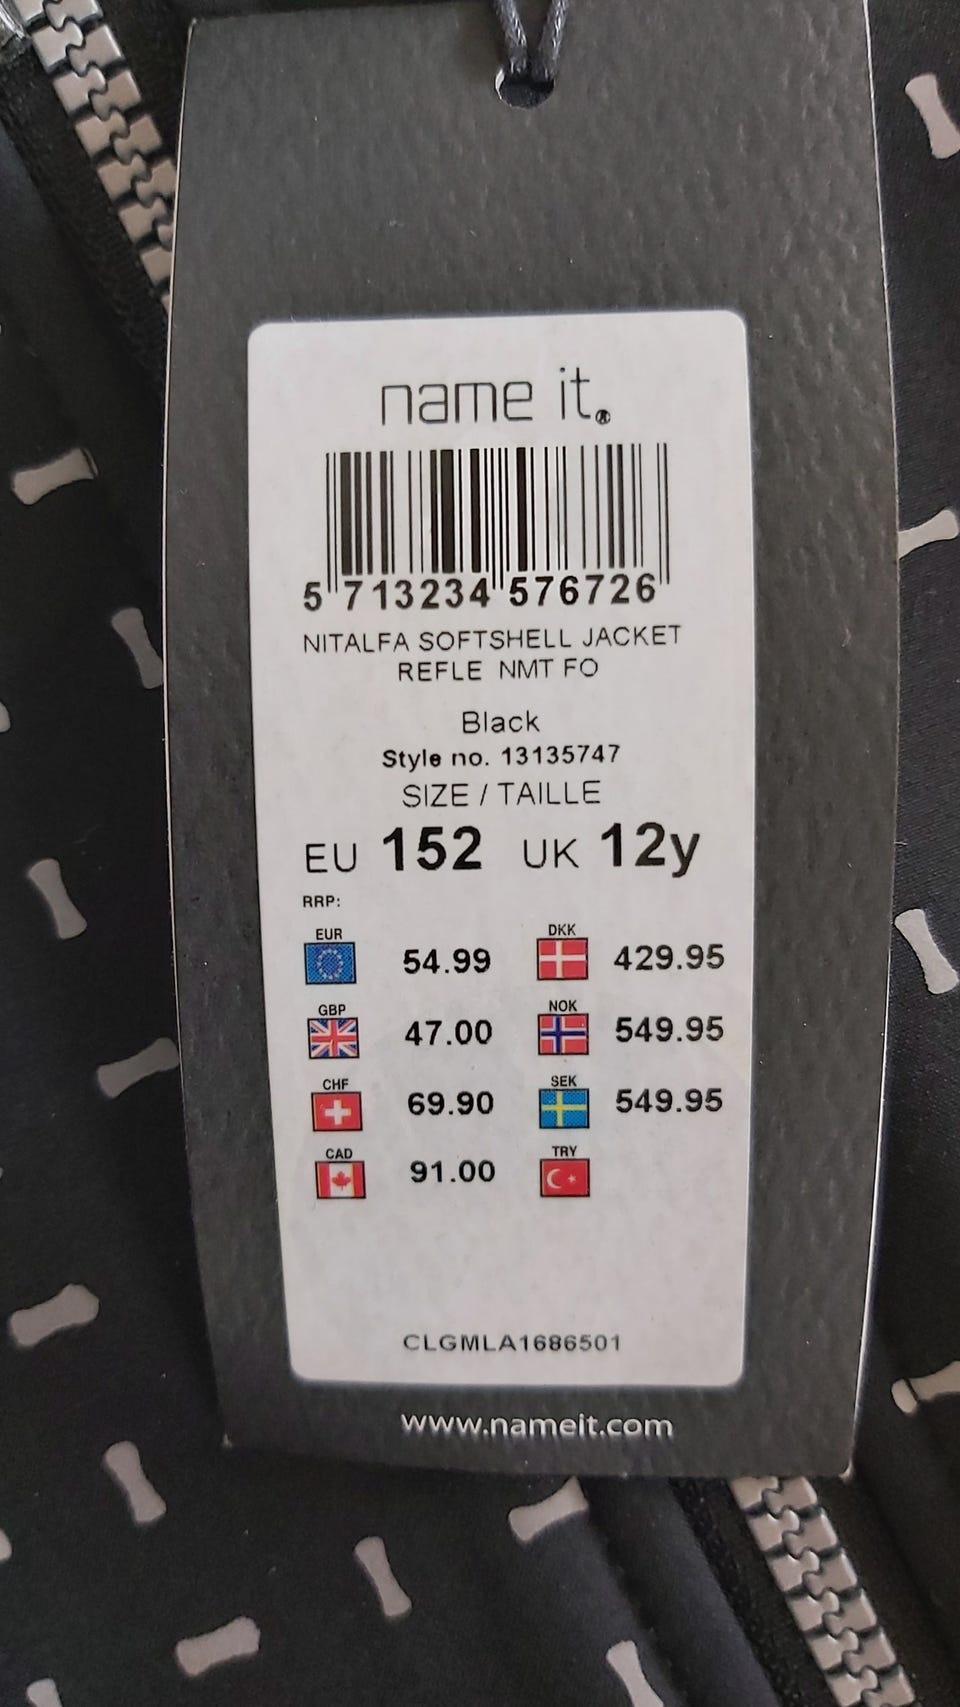 name it.®
5 713234 576726
NITALFA SOFTSHELL JACKET
REFLE NMT FO
Black
Style no. 13135747
SIZE / TAILLE
EU 152 UK 12y
RRP:
EUR 54.99 DKK 429.95
GBP 47.00 NOK 549.95
CHF 69.90 SEK 549.95
CAD 91.00 TRY
CLGMLA1686501
www.nameit.com